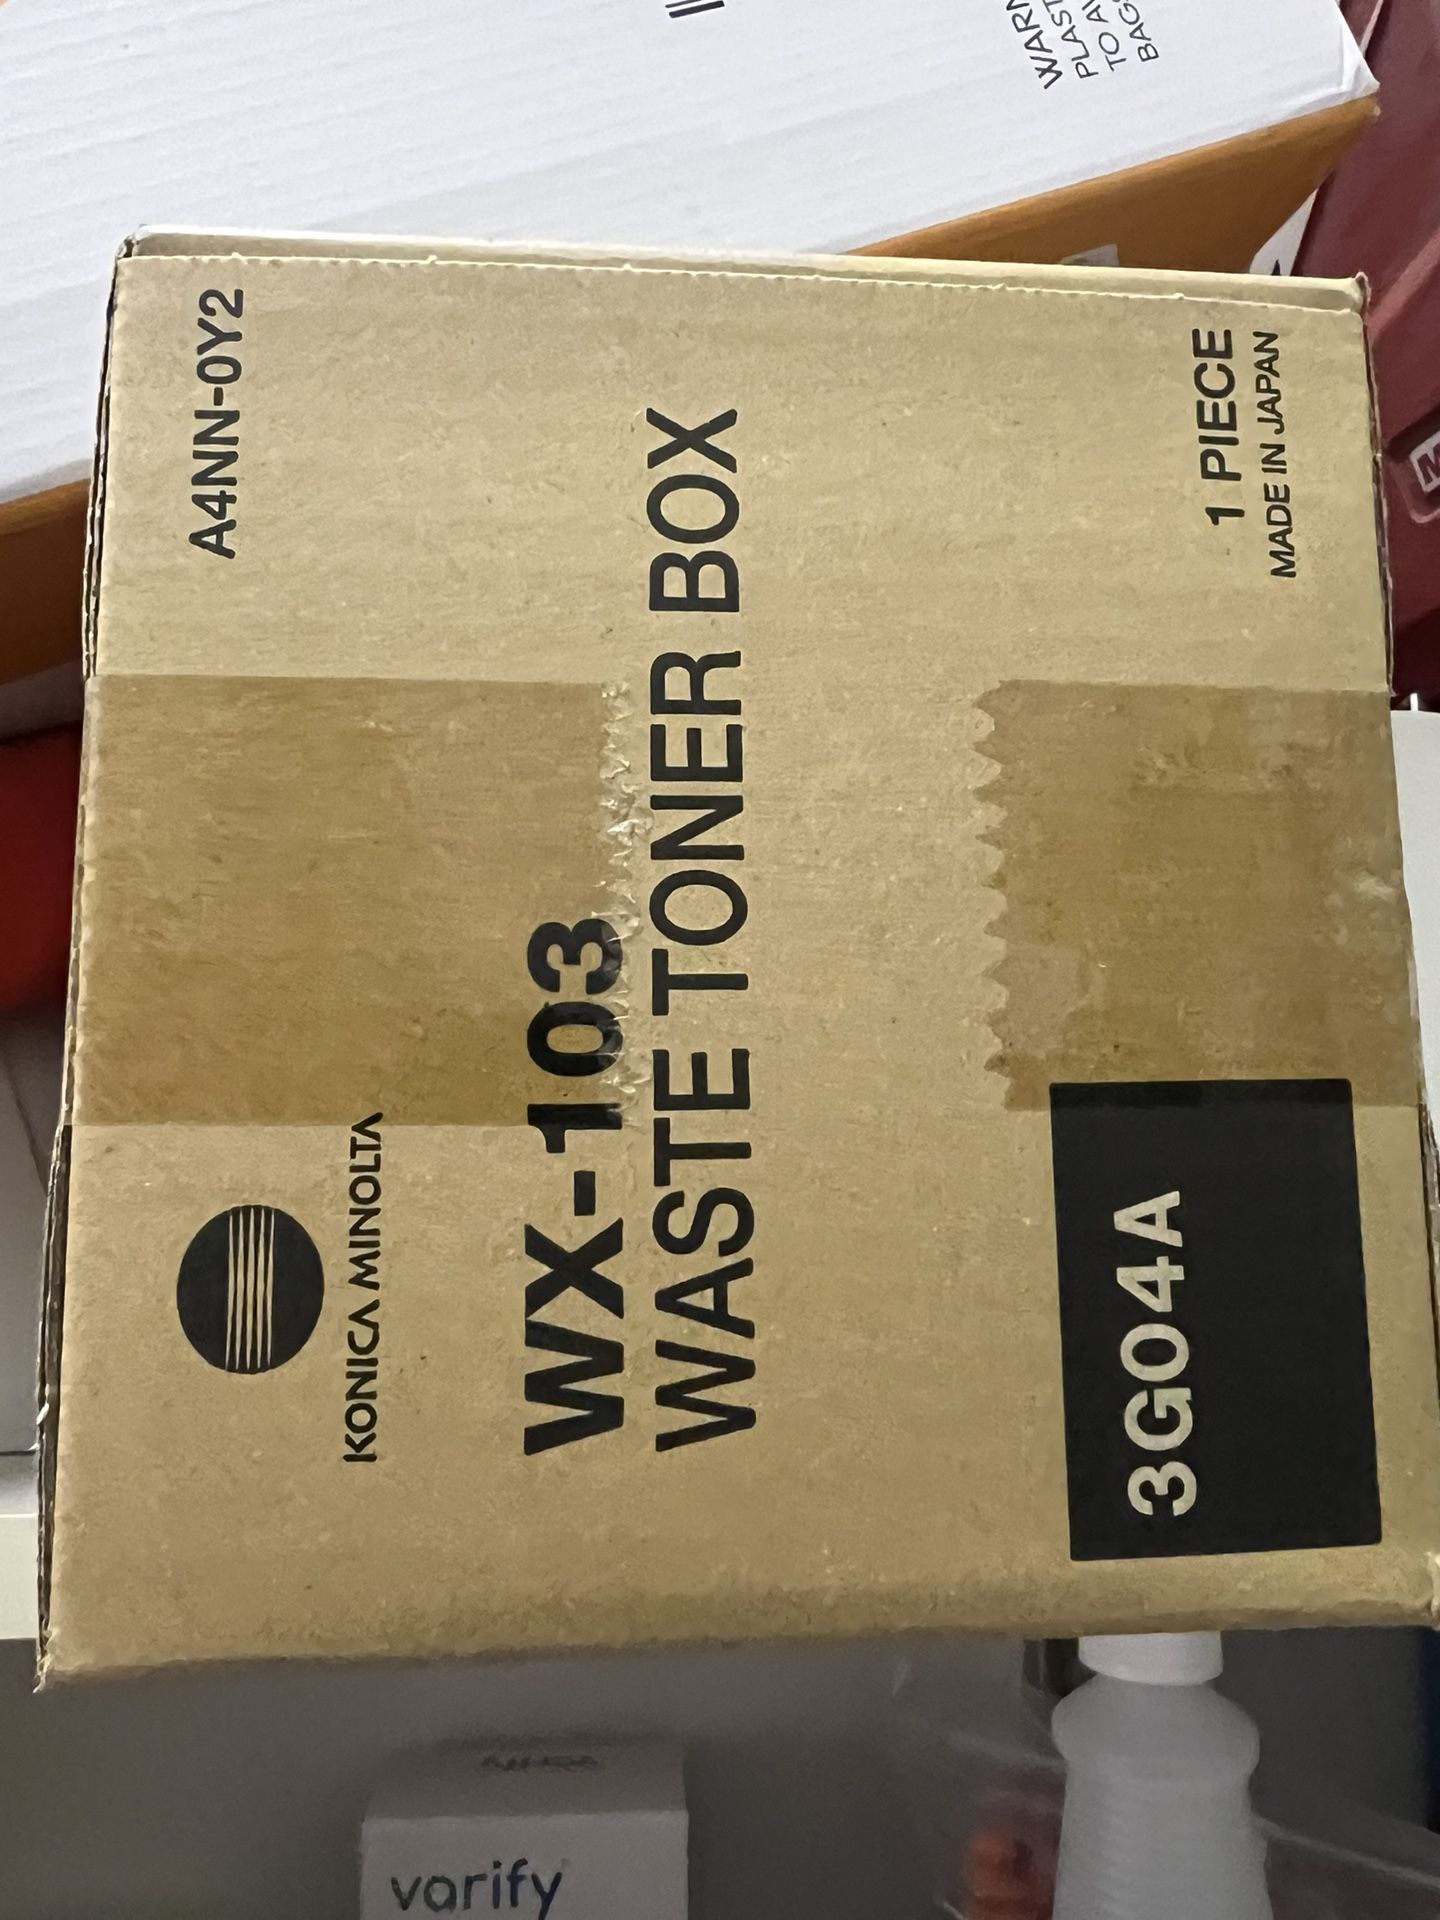 KONICA MINOLTA
A4NN-0Y2
WX-103
WASTE TONER BOX
3G04A
1 PIECE
MADE IN JAPAN
varify